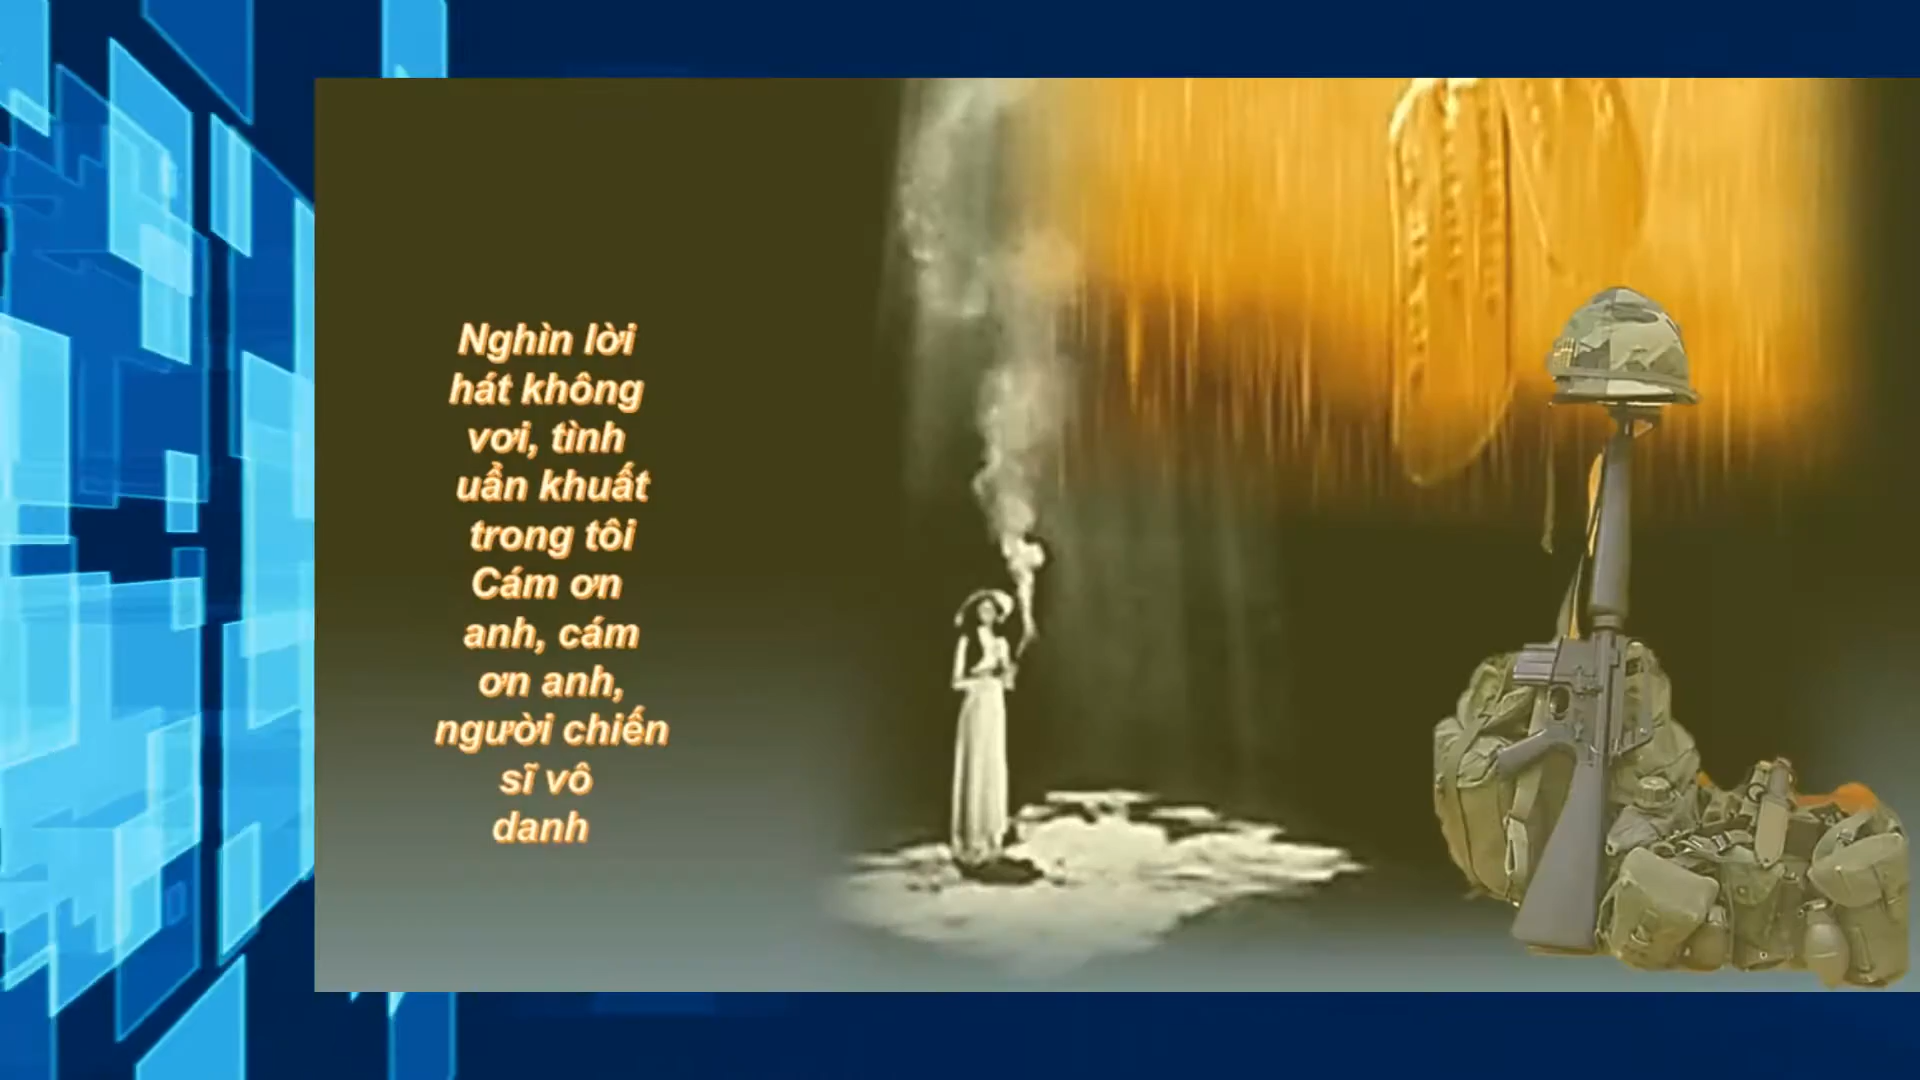 Nghìn lời
hát không
vơi, tình
uẩn khuất
trong tôi
Cám ơn
anh, cám
ơn anh,
người chiến
sĩ vô
danh